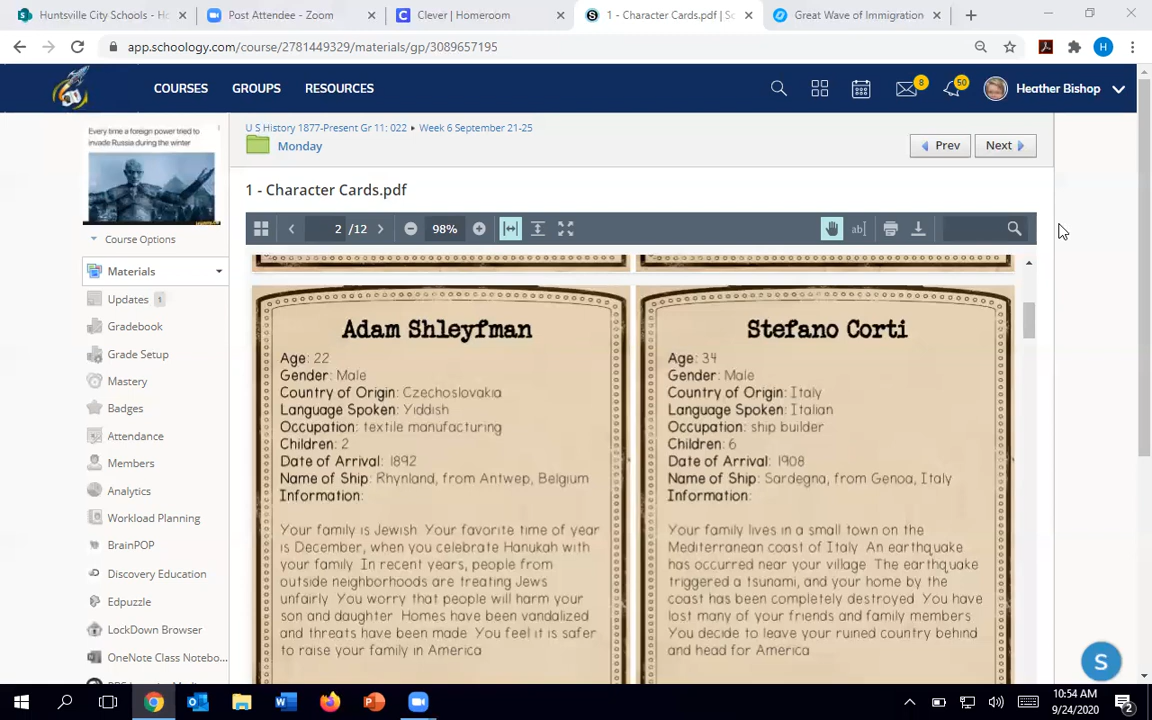 Huntsville City Schools - Ho
Post Attendee - Zoom
Clever | Homeroom
1 - Character Cards.pdf | Sc
Great Wave of Immigration
app.schoology.com/course/2781449329/materials/gp/3089657195
H
COURSES
GROUPS
RESOURCES
8
50
Heather Bishop
Every time a foreign power tried to
invade Russia during the winter
U S History 1877-Present Gr 11: 022
Week 6 September 21-25
Monday
Prev
Next
1 - Character Cards.pdf
2 /12
98%
Course Options
Materials
Updates 1
Gradebook
Grade Setup
Mastery
Badges
Attendance
Members
Analytics
Workload Planning
BrainPOP
Discovery Education
Edpuzzle
LockDown Browser
OneNote Class Notebo...
Adam Shleyfman
Age: 22
Gender: Male
Country of Origin: Czechoslovakia
Language Spoken: Yiddish
Occupation: textile manufacturing
Children: 2
Date of Arrival: 1892
Name of Ship: Rhynland, from Antwep, Belgium
Information:
Your family is Jewish. Your favorite time of year
is December, when you celebrate Hanukah with
your family. In recent years, people from
outside neighborhoods are treating Jews
unfairly. You worry that people will harm your
son and daughter. Homes have been vandalized
and threats have been made. You feel it is safer
to raise your family in America
Stefano Corti
Age: 34
Gender: Male
Country of Origin: Italy
Language Spoken: Italian
Occupation: ship builder
Children: 6
Date of Arrival: 1908
Name of Ship: Sardegna, from Genoa, Italy
Information:
Your family lives in a small town on the
Mediterranean coast of Italy. An earthquake
has occurred near your village. The earthquake
triggered a tsunami, and your home by the
coast has been completely destroyed. You have
lost many of your friends and family members.
You decide to leave your ruined country behind
and head for America
S
10:54 AM
9/24/2020
2